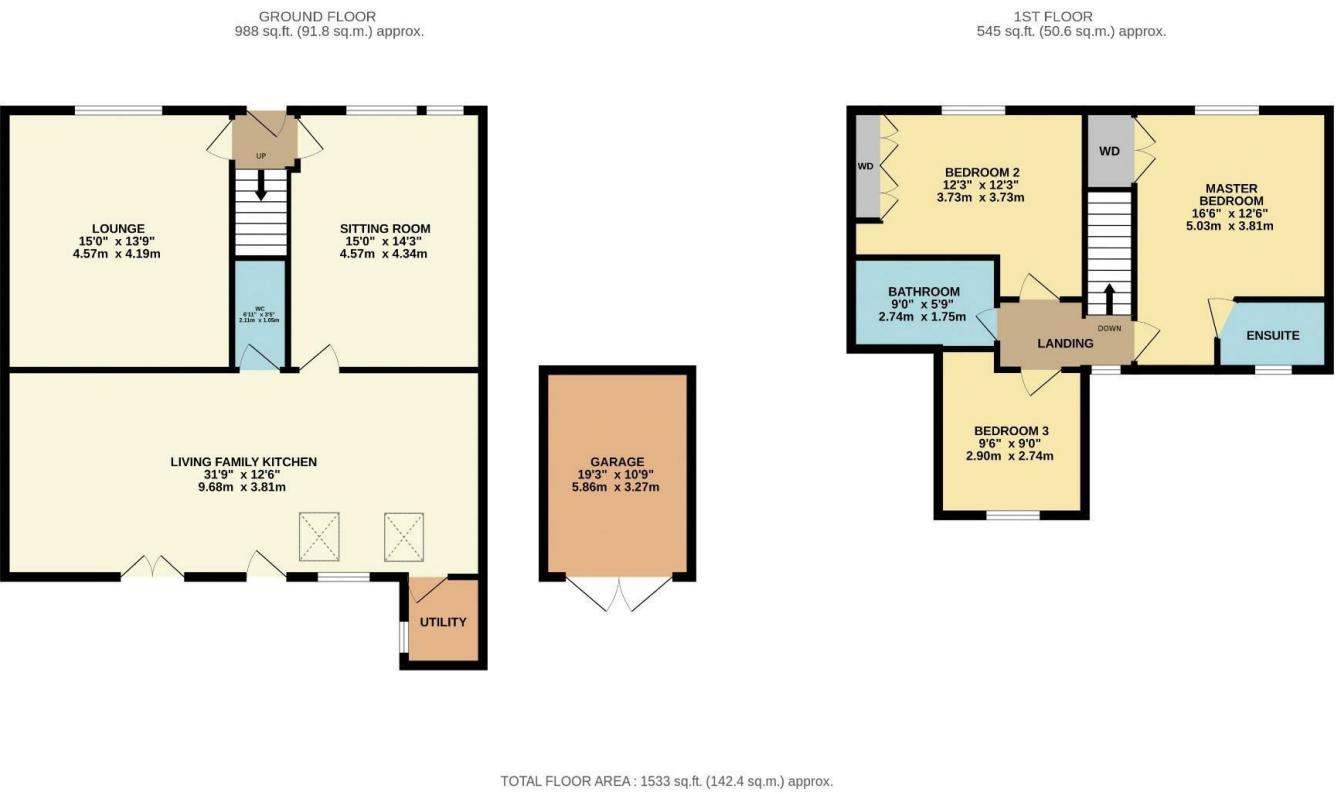 GROUND FLOOR
988 sq.ft. (91.8 sq.m.) approx.
1ST FLOOR
545 sq.ft. (50.6 sq.m.) approx.
UP
LOUNGE
15'0" x 13'9"
4.57m x 4.19m
SITTING ROOM
15'0" x 14'3"
4.57m x 4.34m
WC
6'11" x 3'5"
2.11m x 1.05m
LIVING FAMILY KITCHEN
31'9" x 12'6"
9.68m x 3.81m
UTILITY
GARAGE
19'3" x 10'9"
5.86m x 3.27m
WD
BEDROOM 2
12'3" x 12'3"
3.73m x 3.73m
WD
MASTER
BEDROOM
16'6" x 12'6"
5.03m x 3.81m
BATHROOM
9'0" x 5'9"
2.74m x 1.75m
DOWN
LANDING
ENSUITE
BEDROOM 3
9'6" x 9'0"
2.90m x 2.74m
TOTAL FLOOR AREA : 1533 sq.ft. (142.4 sq.m.) approx.